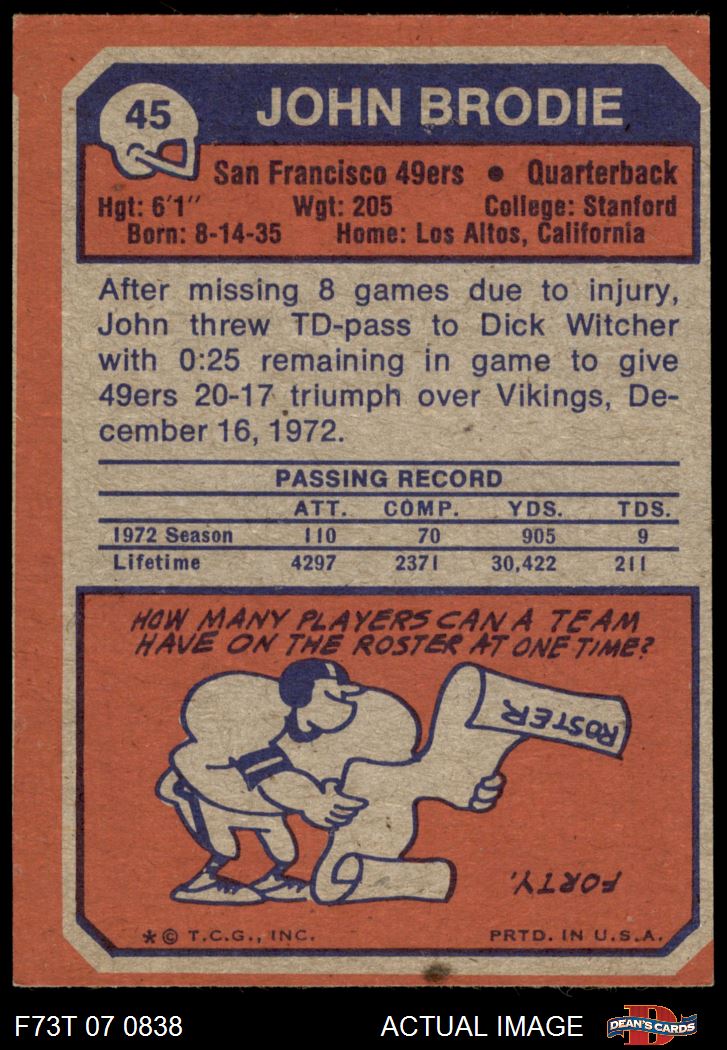 45
JOHN BRODIE
San Francisco 49ers • Quarterback
Hgt: 6'1" Wgt: 205 College: Stanford
Born: 8-14-35 Home: Los Altos, California
After missing 8 games due to injury,
John threw TD-pass to Dick Witcher
with 0:25 remaining in game to give
49ers 20-17 triumph over Vikings, De-
cember 16, 1972.
PASSING RECORD
ATT. COMP. YDS. TDS.
1972 Season 110 70 905 9
Lifetime 4297 2371 30,422 211
HOW MANY PLAYERS CAN A TEAM
HAVE ON THE ROSTER AT ONE TIME?
ROSTER
FORTY.
* © T.C.G., INC. PRTD. IN U.S.A.
F73T 07 0838 ACTUAL IMAGE
D
DEAN'S CARDS